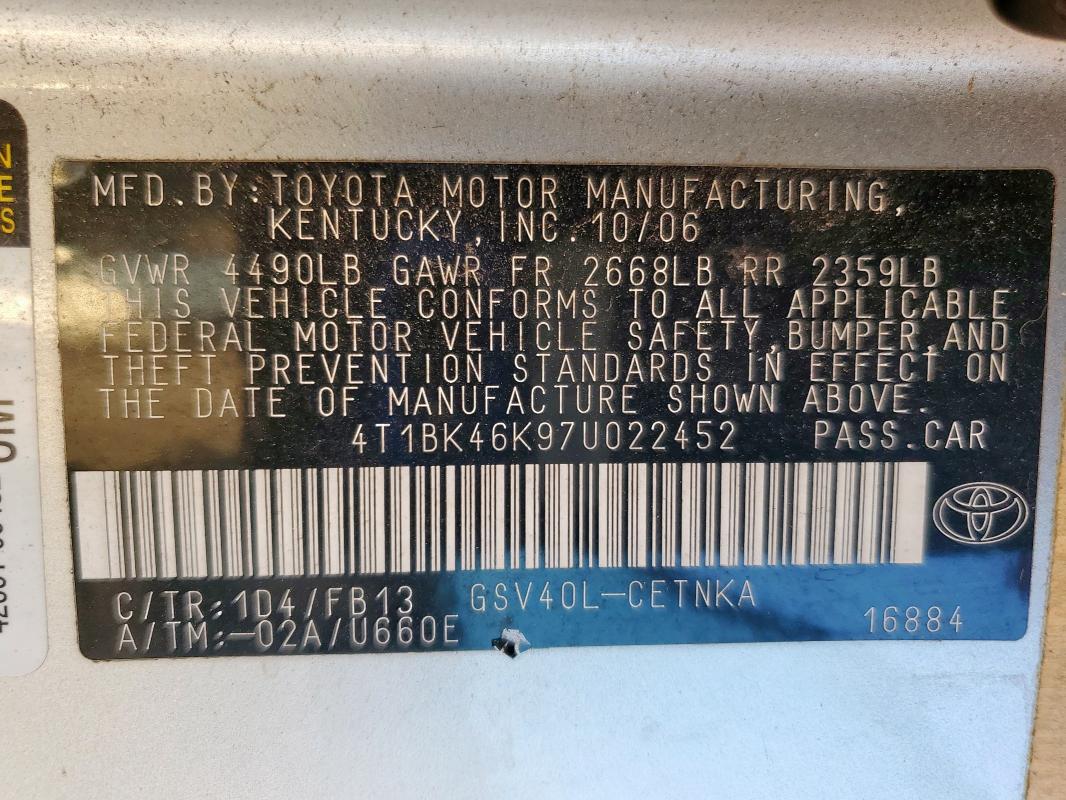 MFD. BY:TOYOTA MOTOR MANUFACTURING,
KENTUCKY, INC. 10/06
GVWR 4490LB GAWR FR 2668LB RR 2359LB
THIS VEHICLE CONFORMS TO ALL APPLICABLE
FEDERAL MOTOR VEHICLE SAFETY, BUMPER, AND
THEFT PREVENTION STANDARDS IN EFFECT ON
THE DATE OF MANUFACTURE SHOWN ABOVE.
4T1BK46K97U022452 PASS.CAR
C/TR:1D4/FB13 GSV40L-CETNKA
A/TM:-02A/U660E 16884